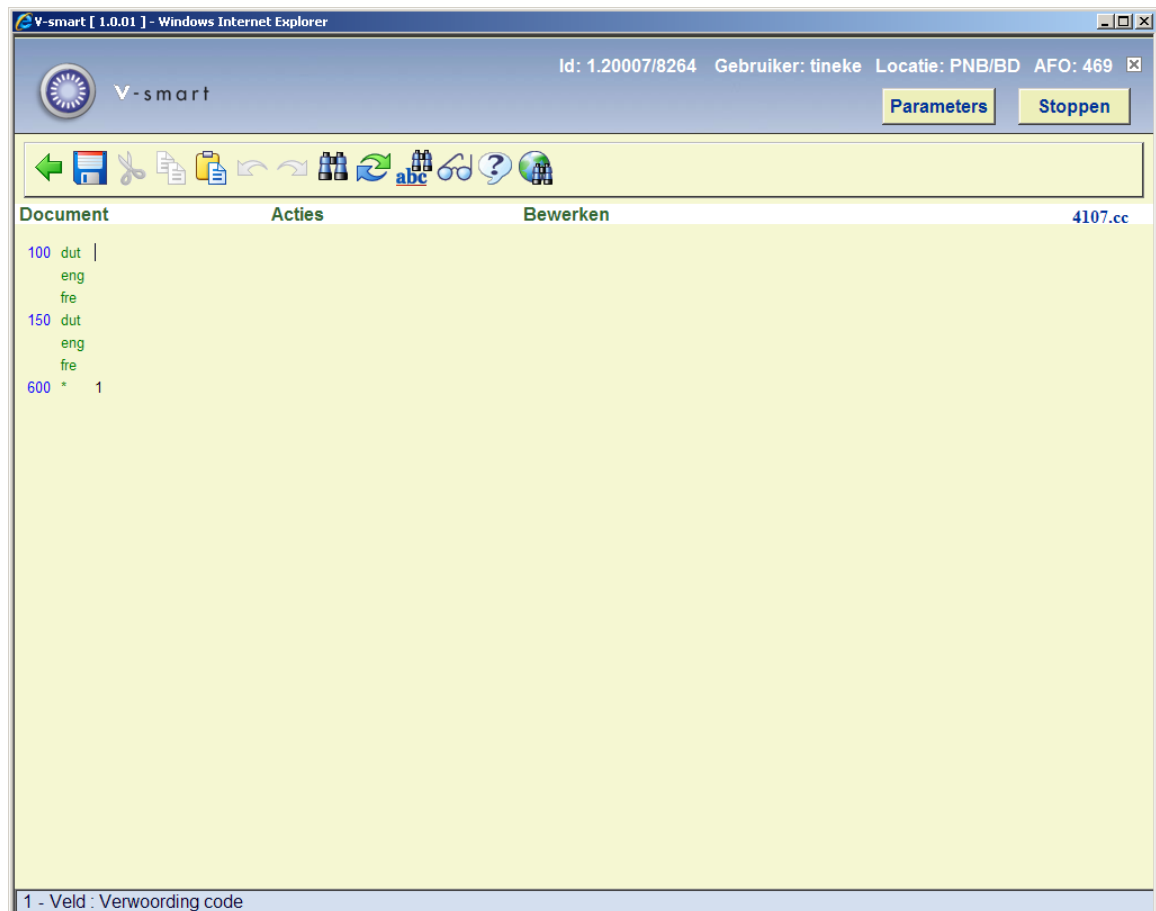 V-smart [ 1.0.01 ] - Windows Internet Explorer
Id: 1.20007/8264 Gebruiker: tineke Locatie: PNB/BD AFO: 469
V-smart
Parameters Stoppen
abc
Document Acties Bewerken 4107.cc
100 dut
eng
fre
150 dut
eng
fre
600 * 1
1 - Veld : Verwoording code